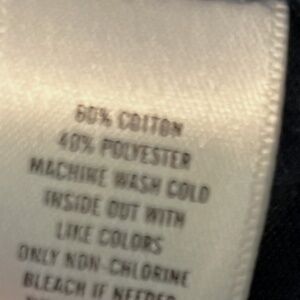 60% COTTON
40% POLYESTER
MACHINE WASH COLD
INSIDE OUT WITH
LIKE COLORS
ONLY NON-CHLORINE
BLEACH IF NEEDED